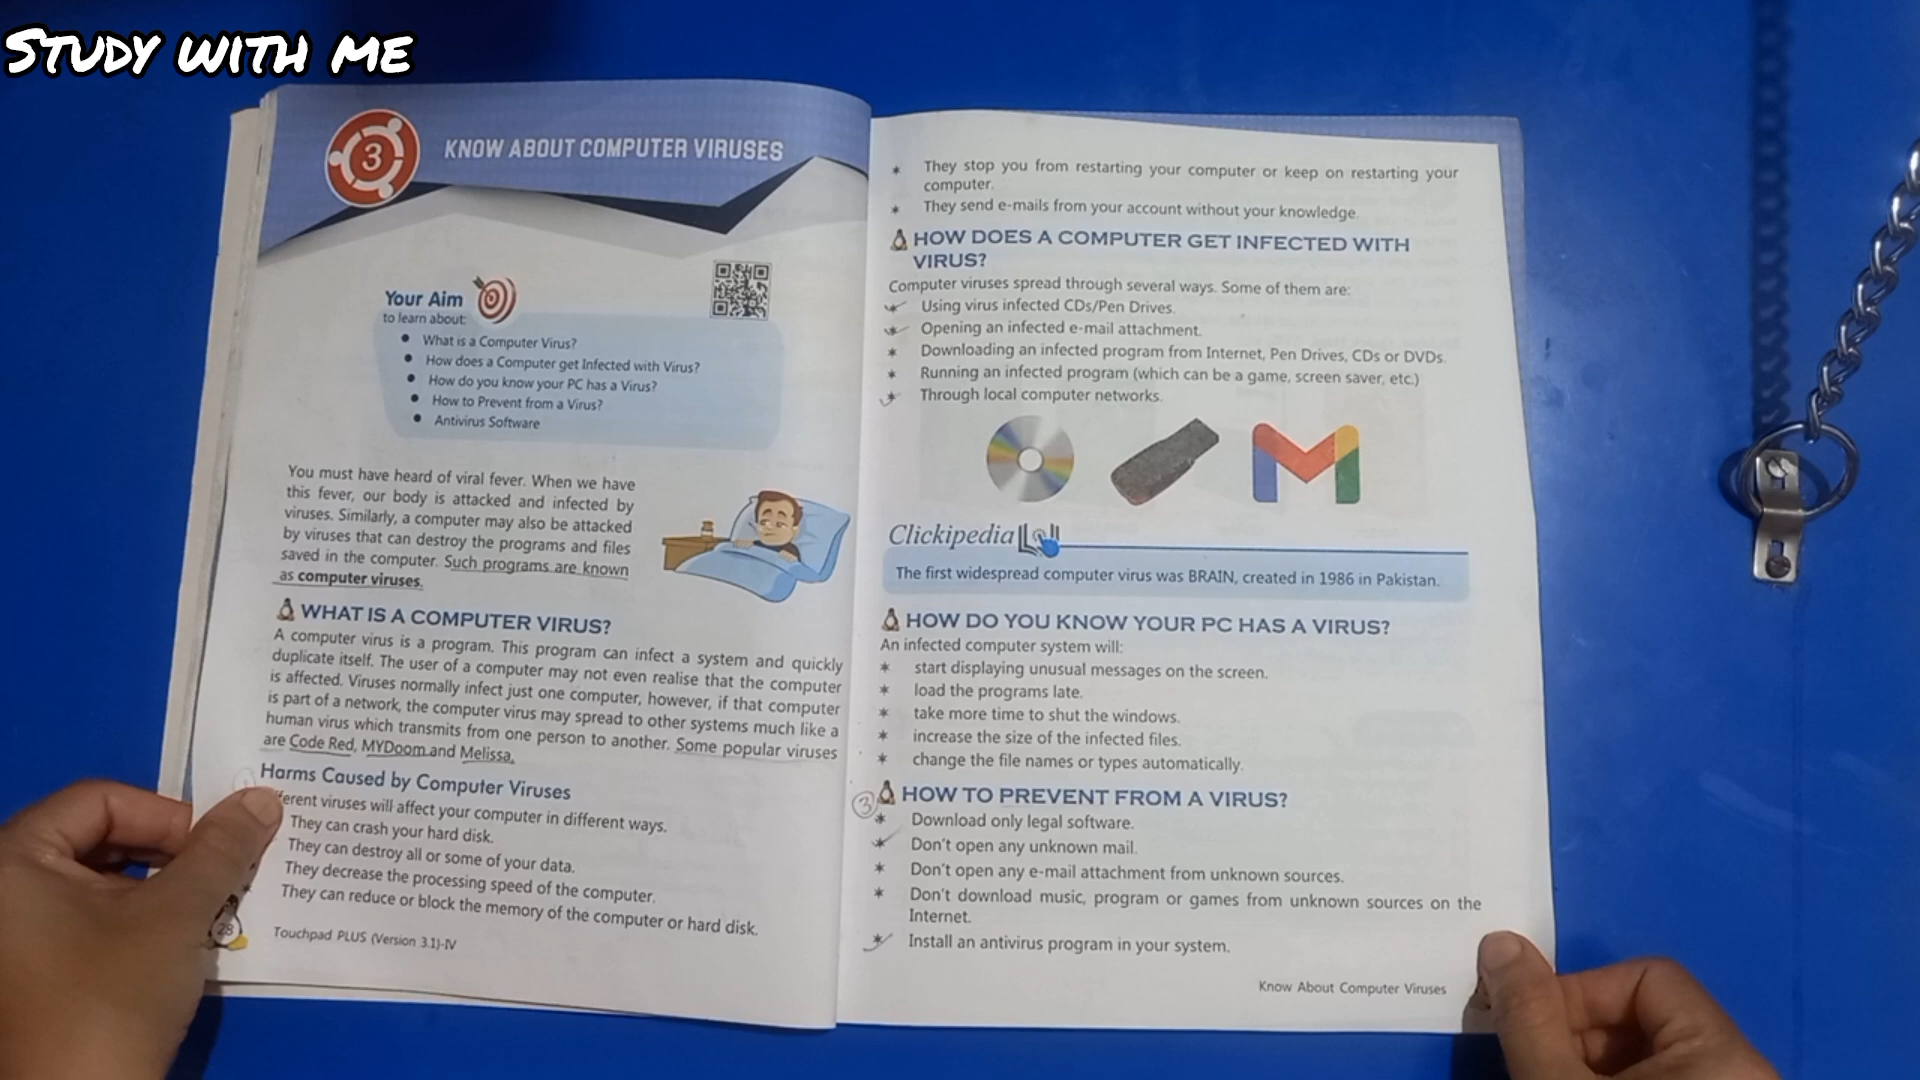 STUDY WITH ME
3
KNOW ABOUT COMPUTER VIRUSES
Your Aim
to learn about:
What is a Computer Virus?
How does a Computer get Infected with Virus?
How do you know your PC has a Virus?
How to Prevent from a Virus?
Antivirus Software
You must have heard of viral fever. When we have
this fever, our body is attacked and infected by
viruses. Similarly, a computer may also be attacked
by viruses that can destroy the programs and files
saved in the computer. Such programs are known
as computer viruses.
WHAT IS A COMPUTER VIRUS?
A computer virus is a program. This program can infect a system and quickly
duplicate itself. The user of a computer may not even realise that the computer
is affected. Viruses normally infect just one computer, however, if that computer
is part of a network, the computer virus may spread to other systems much like a
human virus which transmits from one person to another. Some popular viruses
are Code Red, MYDoom and Melissa.
Harms Caused by Computer Viruses
ferent viruses will affect your computer in different ways.
They can crash your hard disk.
They can destroy all or some of your data.
They decrease the processing speed of the computer.
* They can reduce or block the memory of the computer or hard disk.
28
Touchpad PLUS (Version 3.1)-IV
* They stop you from restarting your computer or keep on restarting your
computer.
* They send e-mails from your account without your knowledge.
HOW DOES A COMPUTER GET INFECTED WITH
VIRUS?
Computer viruses spread through several ways. Some of them are:
* Using virus infected CDs/Pen Drives.
* Opening an infected e-mail attachment.
* Downloading an infected program from Internet, Pen Drives, CDs or DVDs.
* Running an infected program (which can be a game, screen saver, etc.)
* Through local computer networks.
Clickipedia
The first widespread computer virus was BRAIN, created in 1986 in Pakistan.
HOW DO YOU KNOW YOUR PC HAS A VIRUS?
An infected computer system will:
* start displaying unusual messages on the screen.
* load the programs late.
* take more time to shut the windows.
* increase the size of the infected files.
* change the file names or types automatically.
3 HOW TO PREVENT FROM A VIRUS?
* Download only legal software.
* Don't open any unknown mail.
* Don't open any e-mail attachment from unknown sources.
* Don't download music, program or games from unknown sources on the
Internet.
* Install an antivirus program in your system.
Know About Computer Viruses